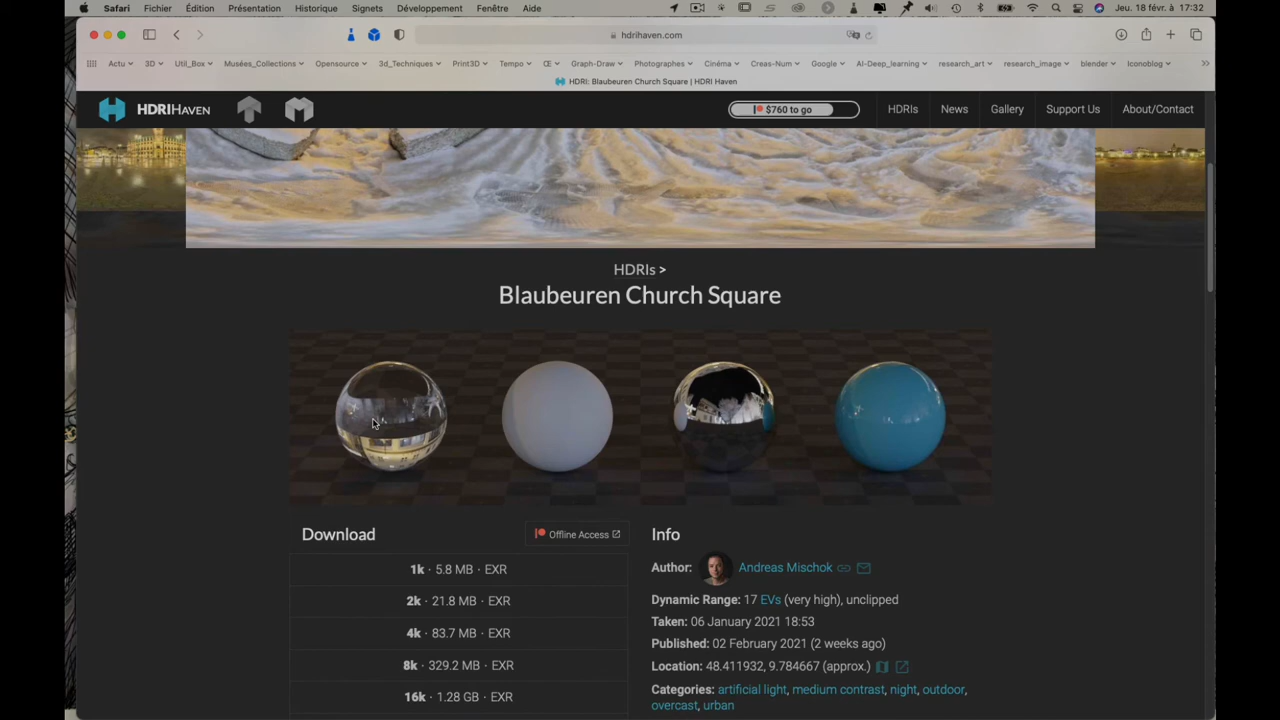 Safari Fichier Édition Présentation Historique Signets Développement Fenêtre Aide Jeu. 18 févr à 17:32
hdrihaven.com
Actu 3D Util_Box Musées_Collections Opensource 3d_Techniques Print3D Tempo Œ Graph-Draw Photographes Cinéma Creas-Num Google AI-Deep_learning research_art research_image blender Iconoblog
HDRI: Blaubeuren Church Square | HDRI Haven
HDRIHAVEN $760 to go HDRIs News Gallery Support Us About/Contact
HDRIs >
Blaubeuren Church Square
Download Offline Access
1k · 5.8 MB · EXR
2k · 21.8 MB · EXR
4k · 83.7 MB · EXR
8k · 329.2 MB · EXR
16k · 1.28 GB · EXR
Info
Author: Andreas Mischok
Dynamic Range: 17 EVs (very high), unclipped
Taken: 06 January 2021 18:53
Published: 02 February 2021 (2 weeks ago)
Location: 48.411932, 9.784667 (approx.)
Categories: artificial light, medium contrast, night, outdoor,
overcast, urban